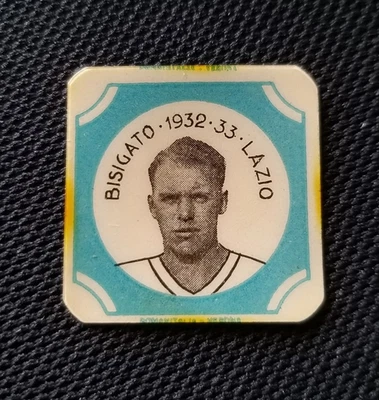 BISIGATO · 1932 · 33 · LAZIO